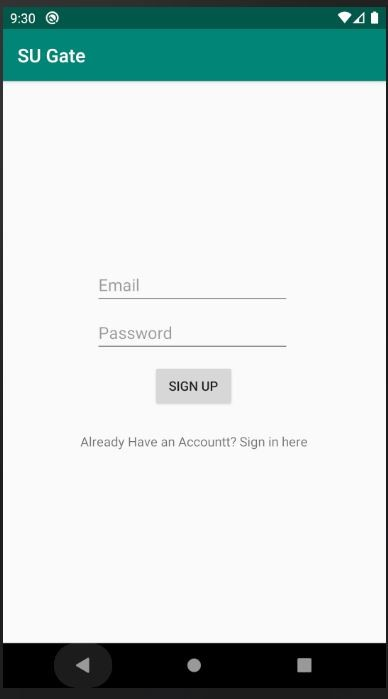 9:30
SU Gate
Email
Password
SIGN UP
Already Have an Accountt? Sign in here